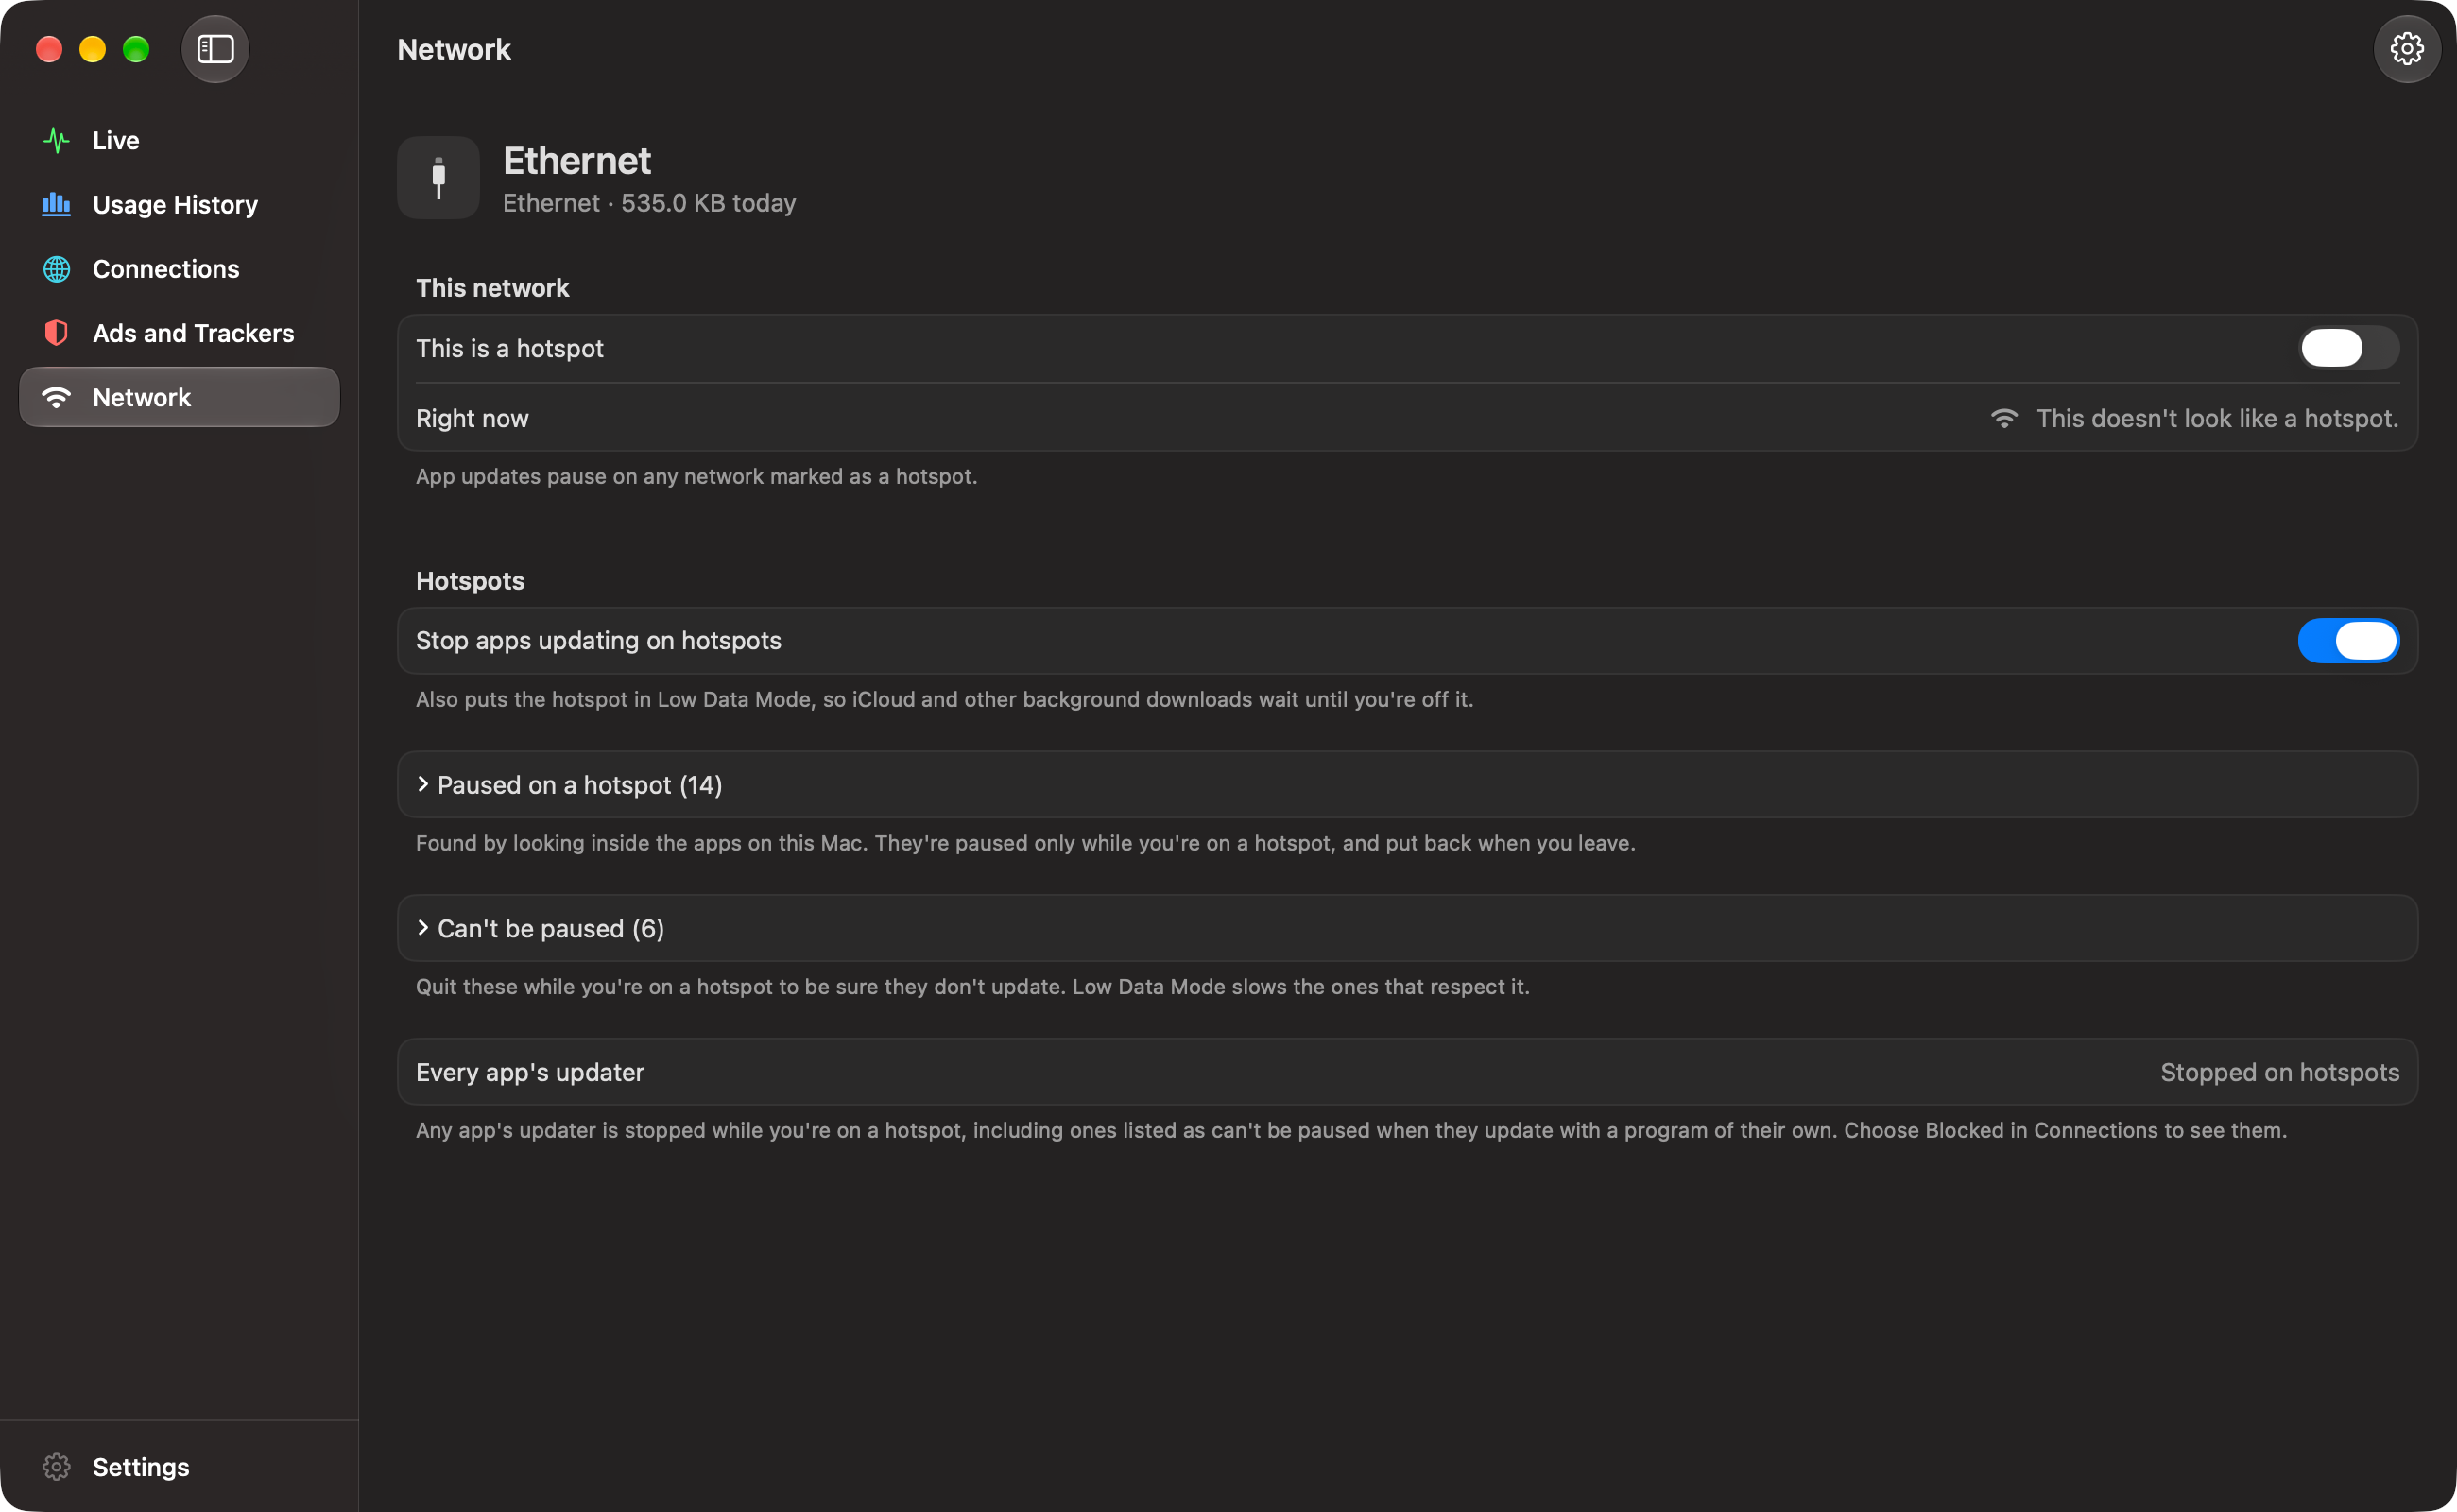 Network
Live
Usage History
Connections
Ads and Trackers
Network
Settings
Ethernet
Ethernet · 535.0 KB today
This network
This is a hotspot
Right now
This doesn't look like a hotspot.
App updates pause on any network marked as a hotspot.
Hotspots
Stop apps updating on hotspots
Also puts the hotspot in Low Data Mode, so iCloud and other background downloads wait until you're off it.
Paused on a hotspot (14)
Found by looking inside the apps on this Mac. They're paused only while you're on a hotspot, and put back when you leave.
Can't be paused (6)
Quit these while you're on a hotspot to be sure they don't update. Low Data Mode slows the ones that respect it.
Every app's updater
Stopped on hotspots
Any app's updater is stopped while you're on a hotspot, including ones listed as can't be paused when they update with a program of their own. Choose Blocked in Connections to see them.